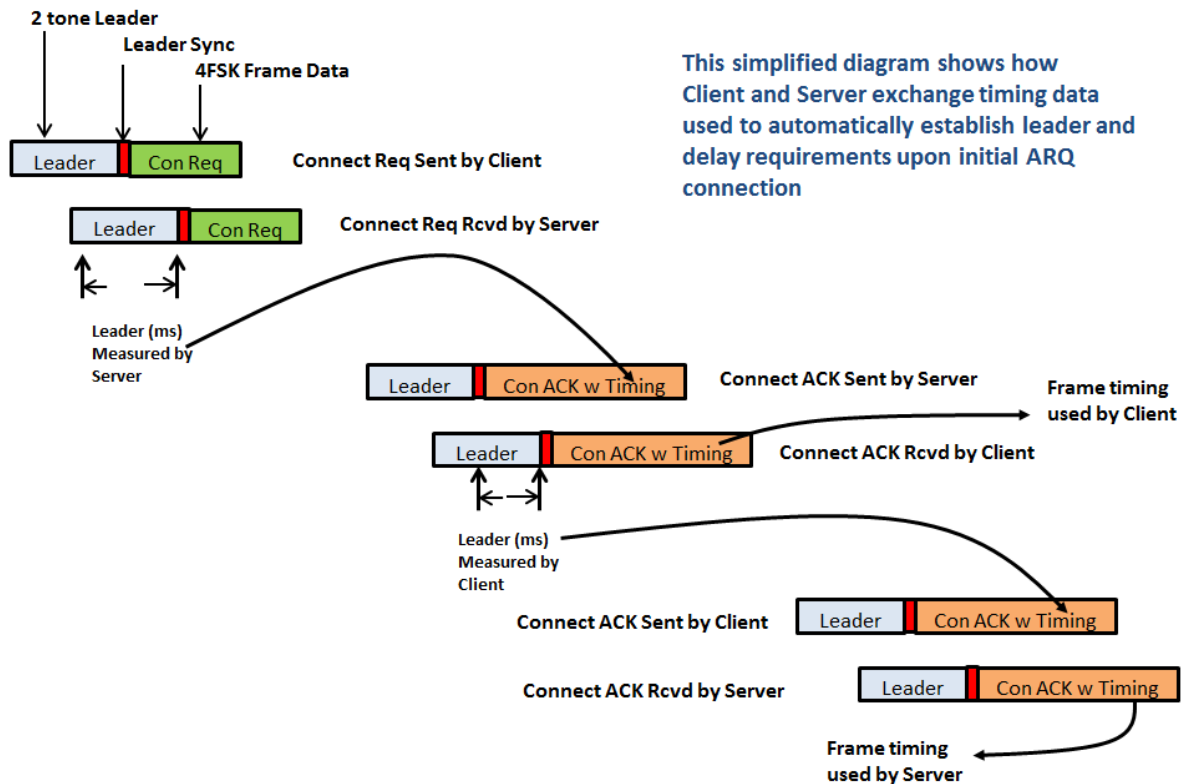 2 tone Leader
Leader Sync
4FSK Frame Data
This simplified diagram shows how
Client and Server exchange timing data
used to automatically establish leader and
delay requirements upon initial ARQ
connection
Leader
Con Req
Connect Req Sent by Client
Leader
Con Req
Connect Req Rcvd by Server
Leader (ms)
Measured by
Server
Leader
Con ACK w Timing
Connect ACK Sent by Server
Frame timing
used by Client
Leader
Con ACK w Timing
Connect ACK Rcvd by Client
Leader (ms)
Measured by
Client
Connect ACK Sent by Client
Leader
Con ACK w Timing
Connect ACK Rcvd by Server
Leader
Con ACK w Timing
Frame timing
used by Server